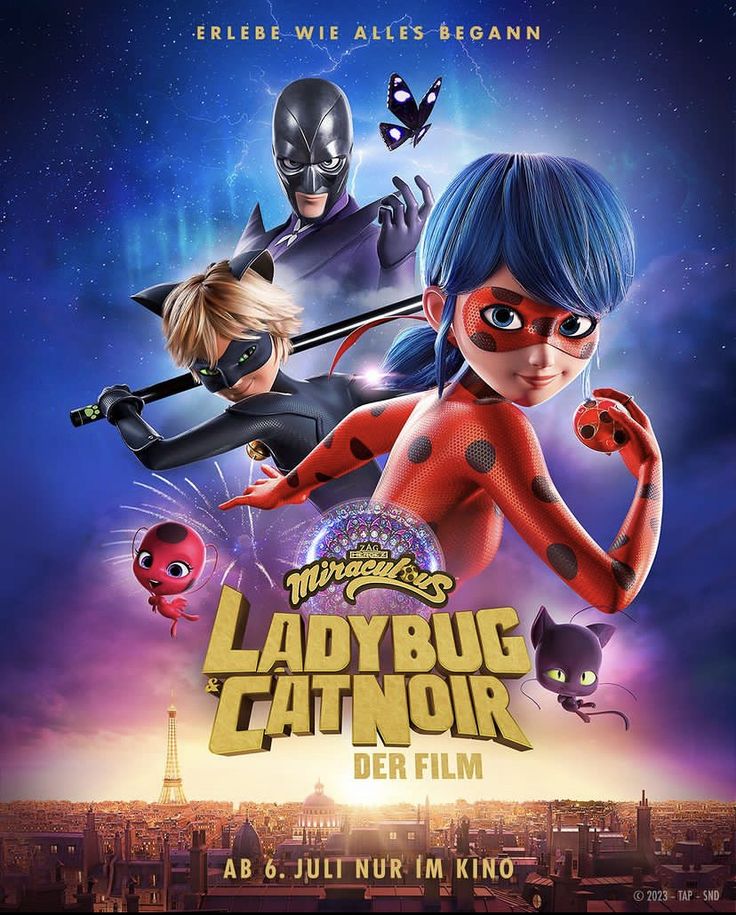 ERLEBE WIE ALLES BEGANN
ZAG
HEROEZ
Miraculous
LADYBUG
& CATNOIR
DER FILM
AB 6. JULI NUR IM KINO
© 2023 - TAP - SND